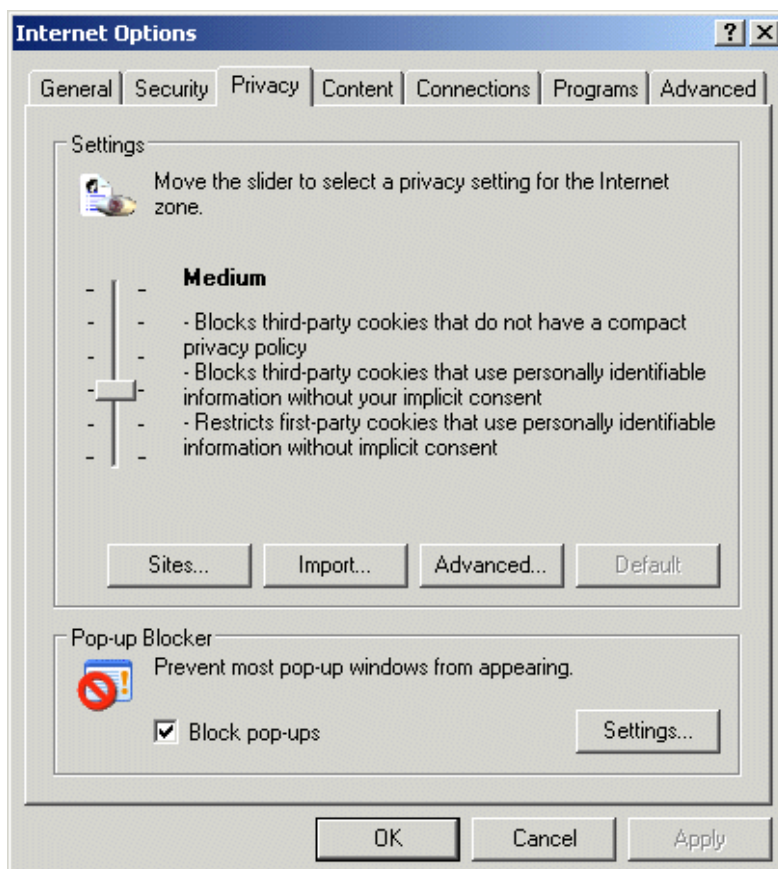 Internet Options
General Security Privacy Content Connections Programs Advanced
Settings
Move the slider to select a privacy setting for the Internet
zone.
Medium
- Blocks third-party cookies that do not have a compact
privacy policy
- Blocks third-party cookies that use personally identifiable
information without your implicit consent
- Restricts first-party cookies that use personally identifiable
information without implicit consent
Sites... Import... Advanced... Default
Pop-up Blocker
Prevent most pop-up windows from appearing.
Block pop-ups Settings...
OK Cancel Apply